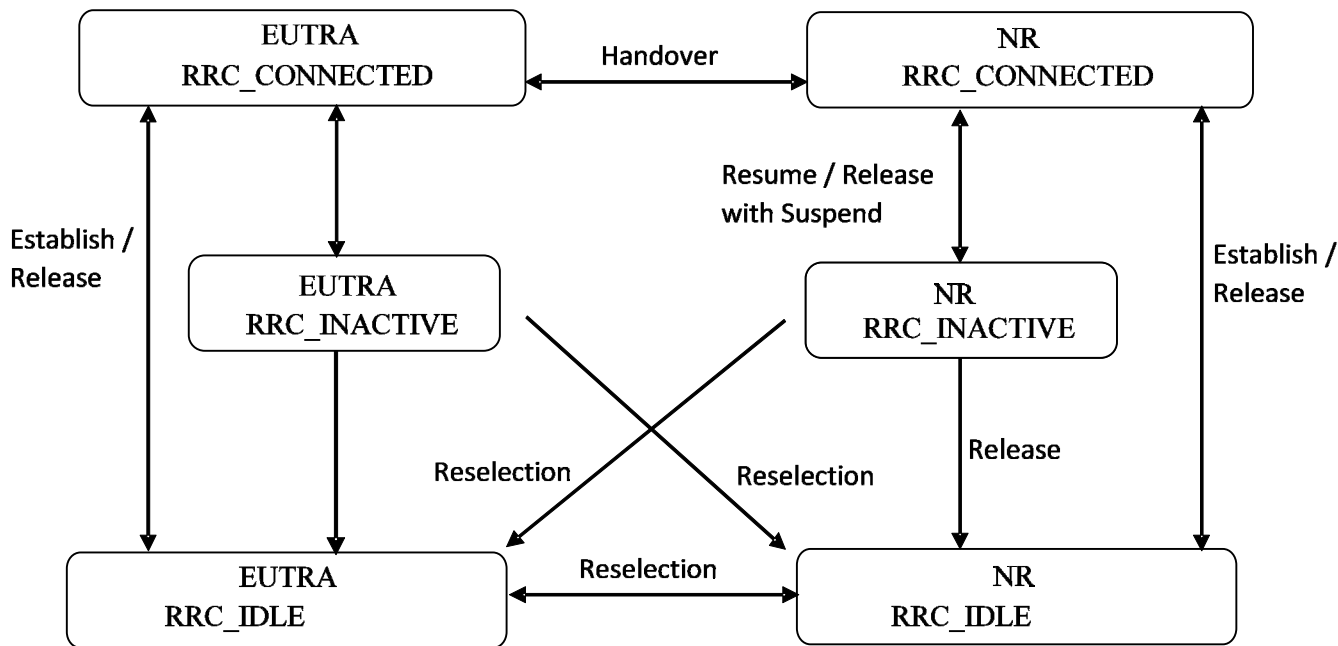 EUTRA
RRC_CONNECTED
Handover
NR
RRC_CONNECTED
Establish /
Release
Resume / Release
with Suspend
Establish /
Release
EUTRA
RRC_INACTIVE
NR
RRC_INACTIVE
Reselection
Reselection
Release
EUTRA
RRC_IDLE
Reselection
NR
RRC_IDLE